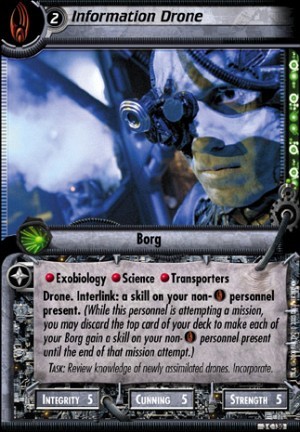 2 Information Drone
Borg
Exobiology Science Transporters
Drone. Interlink: a skill on your non- personnel
present. (While this personnel is attempting a mission,
you may discard the top card of your deck to make each of
your Borg gain a skill on your non- personnel present
until the end of that mission attempt.)
TASK: Review knowledge of newly assimilated drones. Incorporate.
INTEGRITY 5 CUNNING 5 STRENGTH 5